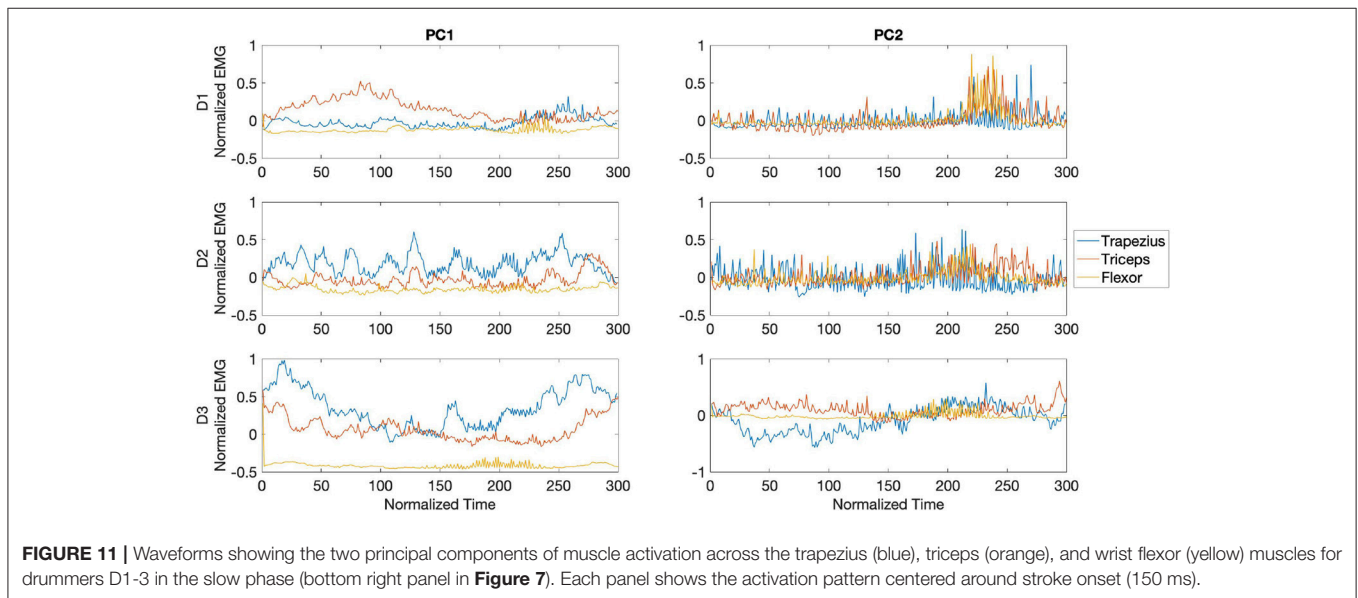 PC1
PC2
D1
Normalized EMG
1
0.5
0
-0.5
0 50 100 150 200 250 300
1
0.5
0
-0.5
0 50 100 150 200 250 300
D2
Normalized EMG
1
0.5
0
-0.5
0 50 100 150 200 250 300
1
0.5
0
-0.5
0 50 100 150 200 250 300
Trapezius
Triceps
Flexor
D3
Normalized EMG
1
0.5
0
-0.5
0 50 100 150 200 250 300
Normalized Time
1
0
-1
0 50 100 150 200 250 300
Normalized Time
FIGURE 11 | Waveforms showing the two principal components of muscle activation across the trapezius (blue), triceps (orange), and wrist flexor (yellow) muscles for
drummers D1-3 in the slow phase (bottom right panel in Figure 7). Each panel shows the activation pattern centered around stroke onset (150 ms).